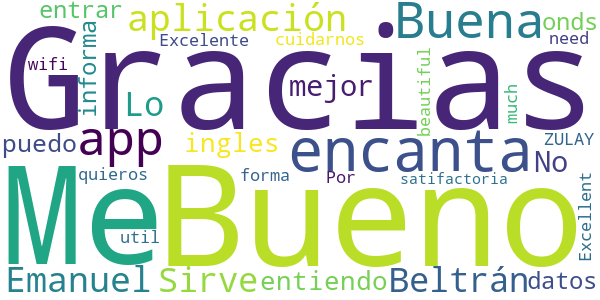 entrar
aplicación
Buena
onds
Excelente
cuidarnos
need
Gracias
wifi
informa
Lo
mejor
beautiful
much
puedo
app
ingles
encanta
No
ZULAY
Me
Bueno
quieros
forma
Por
satifactoria
Excellent
util
Emanuel
Sirve
entiendo
Beltrán
datos